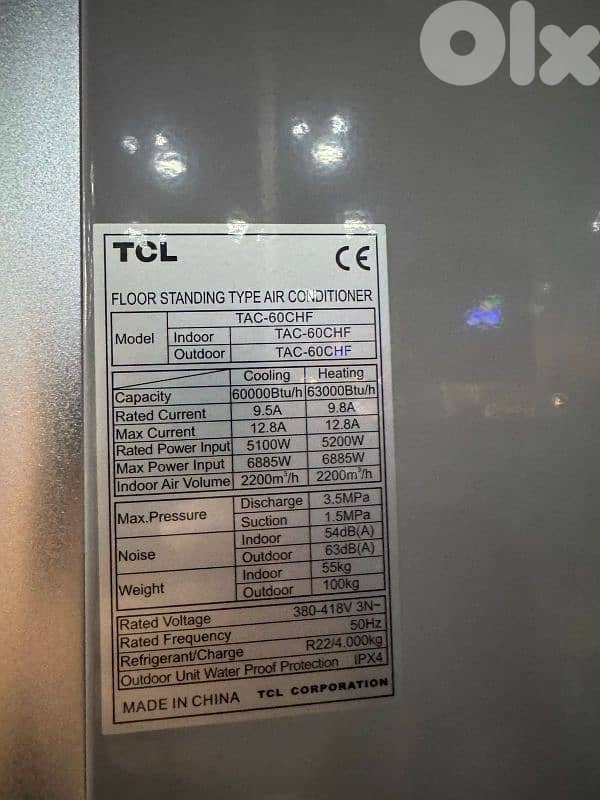 Olx
TCL CE
FLOOR STANDING TYPE AIR CONDITIONER
Model TAC-60CHF
Indoor TAC-60CHF
Outdoor TAC-60CHF
Cooling Heating
Capacity 60000Btu/h 63000Btu/h
Rated Current 9.5A 9.8A
Max Current 12.8A 12.8A
Rated Power Input 5100W 5200W
Max Power Input 6885W 6885W
Indoor Air Volume 2200m³/h 2200m³/h
Max.Pressure Discharge 3.5MPa
Suction 1.5MPa
Noise Indoor 54dB(A)
Outdoor 63dB(A)
Weight Indoor 55kg
Outdoor 100kg
Rated Voltage 380-418V 3N~
Rated Frequency 50Hz
Refrigerant/Charge R22/4.000kg
Outdoor Unit Water Proof Protection IPX4
MADE IN CHINA TCL CORPORATION